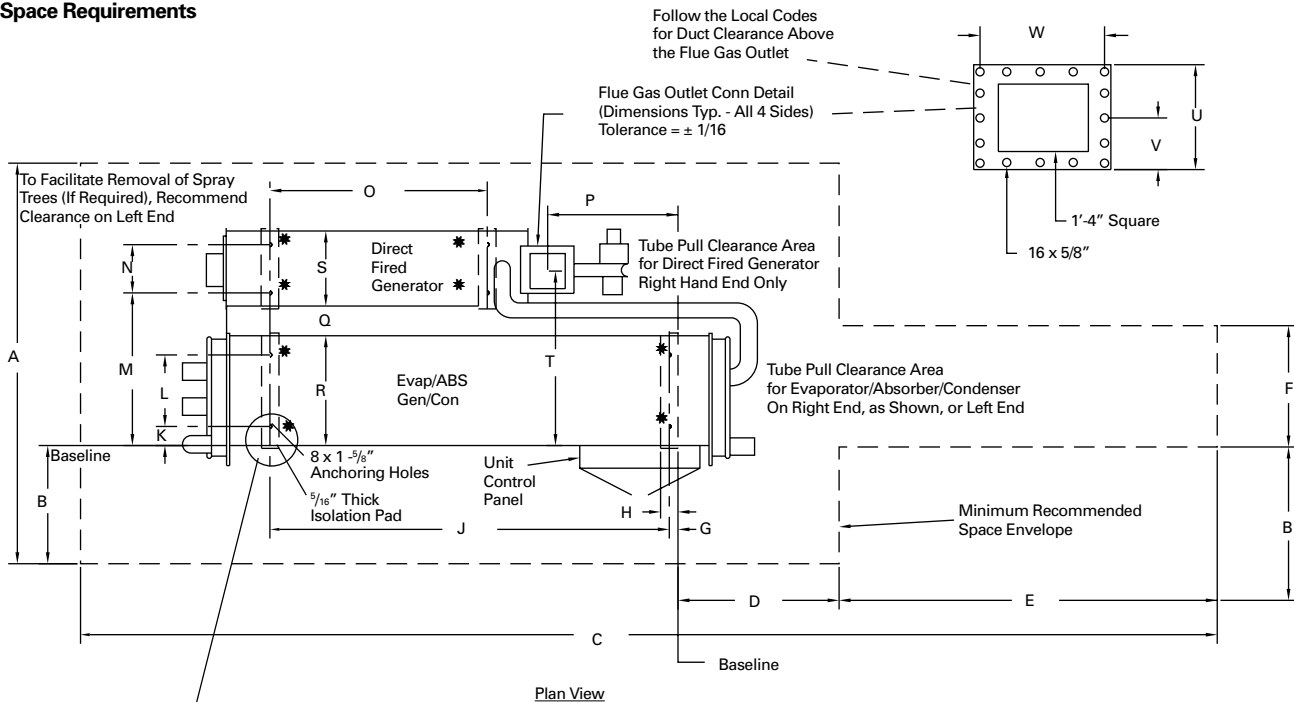 Space Requirements
Follow the Local Codes
for Duct Clearance Above
the Flue Gas Outlet
W
Flue Gas Outlet Conn Detail
(Dimensions Typ. - All 4 Sides)
Tolerance = ± 1/16
U
V
1'-4" Square
16 x 5/8"
To Facilitate Removal of Spray
Trees (If Required), Recommend
Clearance on Left End
O
P
N
S
Direct
Fired
Generator
Tube Pull Clearance Area
for Direct Fired Generator
Right Hand End Only
Q
A
M
T
L
R
Evap/ABS
Gen/Con
Tube Pull Clearance Area
for Evaporator/Absorber/Condenser
On Right End, as Shown, or Left End
F
K
Baseline
8 x 1 -5/8"
Anchoring Holes
Unit
Control
Panel
B
5/16" Thick
Isolation Pad
H
J
G
Minimum Recommended
Space Envelope
B
D
E
C
Baseline
Plan View